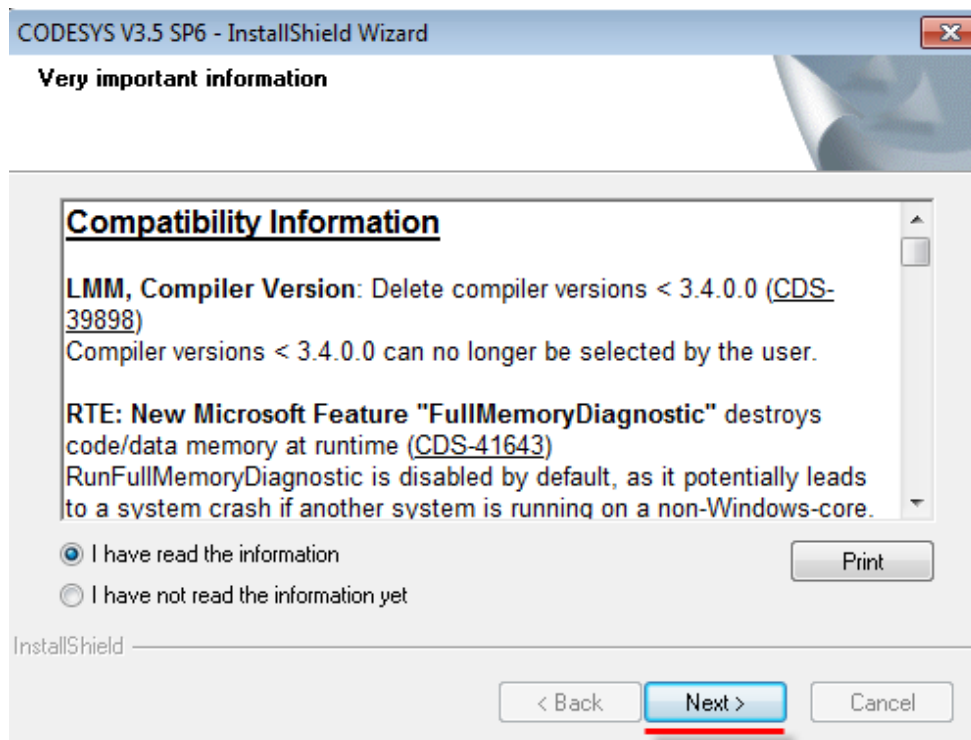 CODESYS V3.5 SP6 - InstallShield Wizard
Very important information
Compatibility Information
LMM, Compiler Version: Delete compiler versions < 3.4.0.0 (CDS-
39898)
Compiler versions < 3.4.0.0 can no longer be selected by the user.
RTE: New Microsoft Feature "FullMemoryDiagnostic" destroys
code/data memory at runtime (CDS-41643)
RunFullMemoryDiagnostic is disabled by default, as it potentially leads
to a system crash if another system is running on a non-Windows-core.
I have read the information
Print
I have not read the information yet
InstallShield
< Back
Next >
Cancel